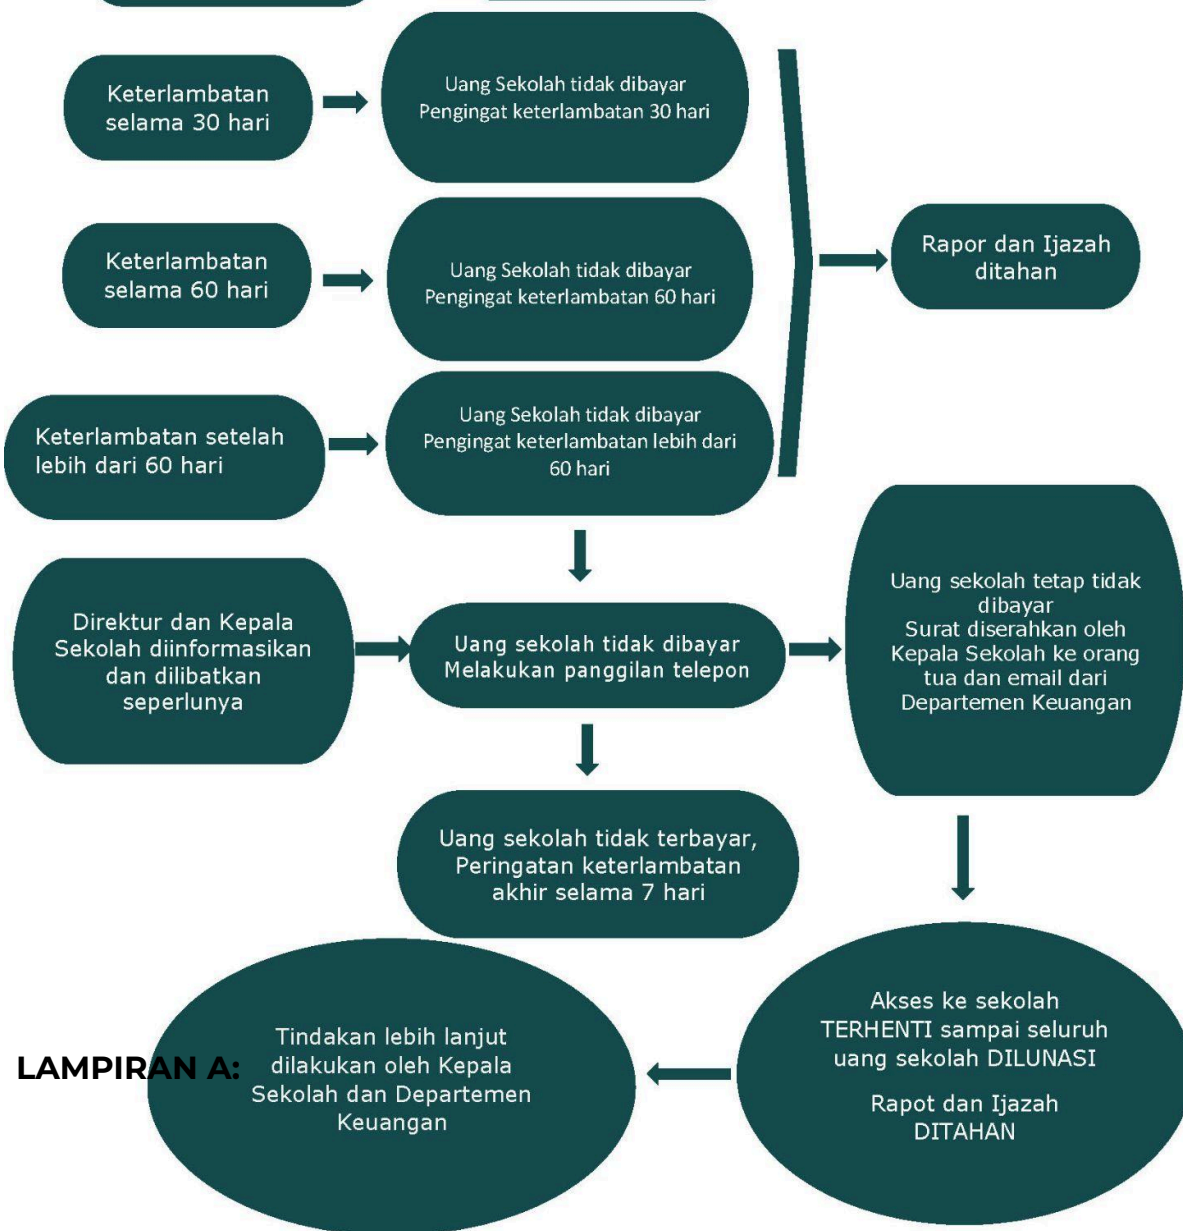 Keterlambatan
selama 30 hari
Uang Sekolah tidak dibayar
Pengingat keterlambatan 30 hari
Keterlambatan
selama 60 hari
Uang Sekolah tidak dibayar
Pengingat keterlambatan 60 hari
Rapor dan Ijazah
ditahan
Keterlambatan setelah
lebih dari 60 hari
Uang Sekolah tidak dibayar
Pengingat keterlambatan lebih dari
60 hari
Direktur dan Kepala
Sekolah diinformasikan
dan dilibatkan
seperlunya
Uang sekolah tidak dibayar
Melakukan panggilan telepon
Uang sekolah tetap tidak
dibayar
Surat diserahkan oleh
Kepala Sekolah ke orang
tua dan email dari
Departemen Keuangan
Uang sekolah tidak terbayar,
Peringatan keterlambatan
akhir selama 7 hari
Akses ke sekolah
TERHENTI sampai seluruh
uang sekolah DILUNASI
Rapot dan Ijazah
DITAHAN
Tindakan lebih lanjut
dilakukan oleh Kepala
Sekolah dan Departemen
Keuangan
LAMPIRAN A: